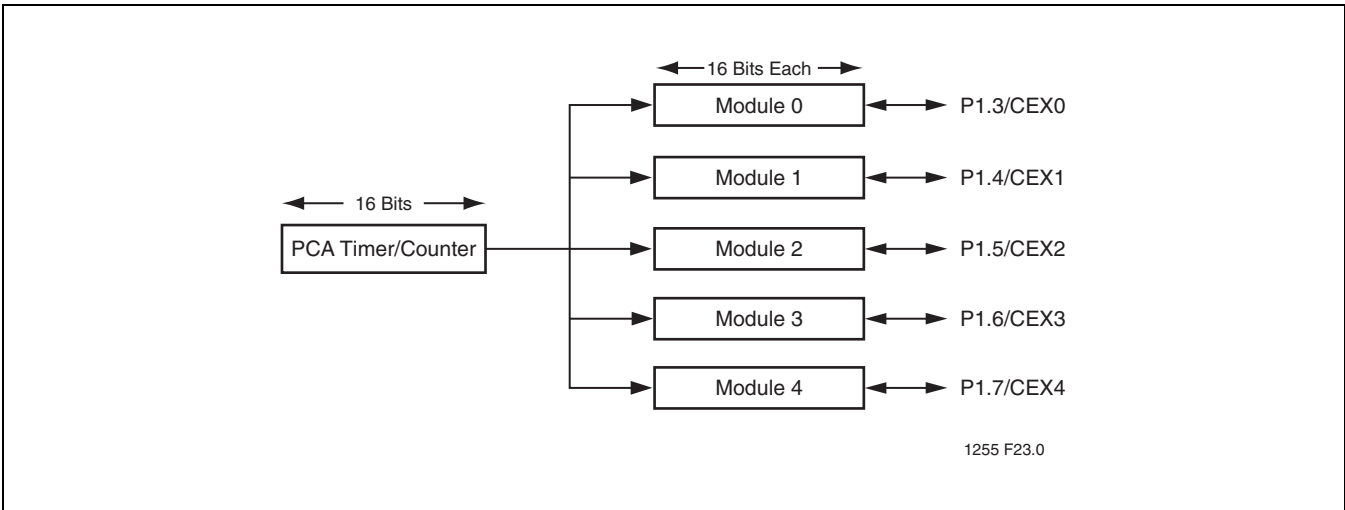 16 Bits Each
Module 0
P1.3/CEX0
Module 1
P1.4/CEX1
16 Bits
PCA Timer/Counter
Module 2
P1.5/CEX2
Module 3
P1.6/CEX3
Module 4
P1.7/CEX4
1255 F23.0